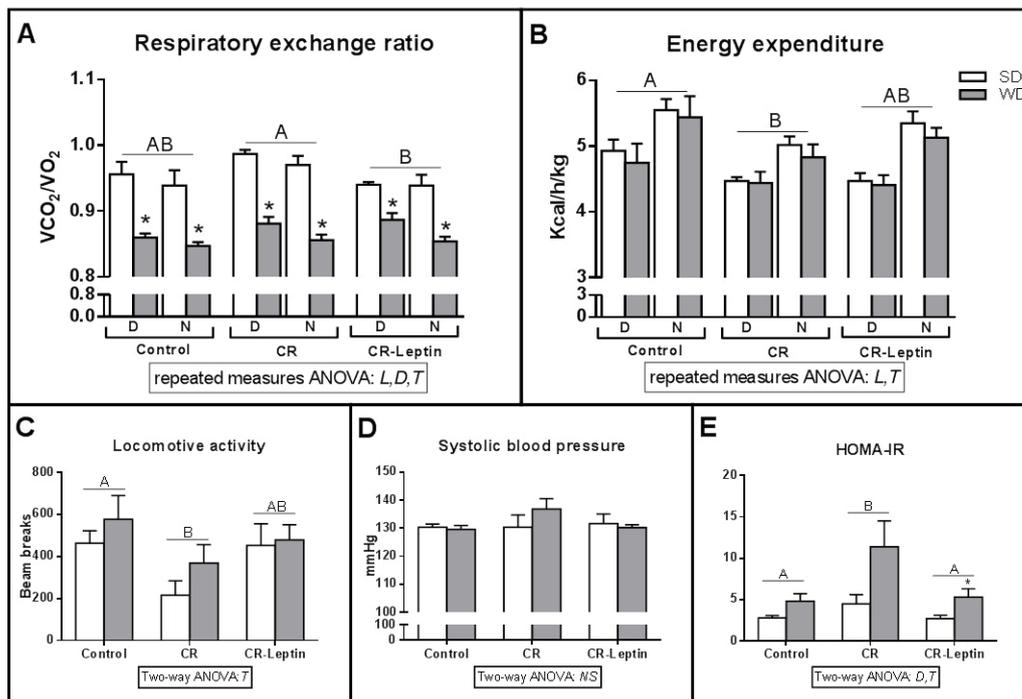 A
Respiratory exchange ratio
VCO2/VO2
1.1
1.0
0.9
0.8
0.8
0.0
AB
A
B
* * * * * *
D N D N D N
Control CR CR-Leptin
repeated measures ANOVA: L,D,T
B
Energy expenditure
SD
WD
Kcal/h/kg
6
5
4
3
3
0
A
B
AB
D N D N D N
Control CR CR-Leptin
repeated measures ANOVA: L,T
C
Locomotive activity
Beam breaks
800
600
400
200
0
A
B
AB
Control CR CR-Leptin
Two-way ANOVA:T
D
Systolic blood pressure
mmHg
150
140
130
120
110
100
100
0
Control CR CR-Leptin
Two-way ANOVA: NS
E
HOMA-IR
20
15
10
5
0
A
B
A
*
Control CR CR-Leptin
Two-way ANOVA: D,T